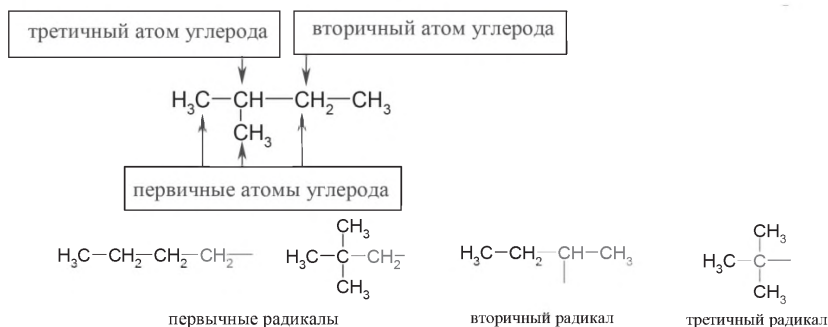 третичный атом углерода
вторичный атом углерода
H₃C—CH—CH₂—CH₃
CH₃
первичные атомы углерода
CH₃
H₃C—CH₂—CH₂—CH₂—
H₃C—C—CH₂—
CH₃
H₃C—CH₂—CH—CH₃
CH₃
H₃C—C—
CH₃
первычные радикалы
вторичный радикал
третичный радикал